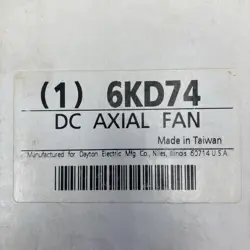 (1) 6KD74
DC AXIAL FAN
Made in Taiwan
Manufactured for Dayton Electric Mfg. Co., Niles, Illinois 60714 U.S.A.